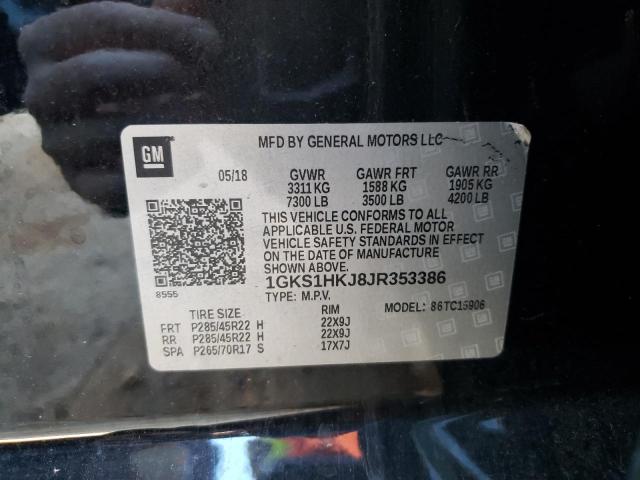 GM
MFD BY GENERAL MOTORS LLC
05/18 GVWR GAWR FRT GAWR RR
3311 KG 1588 KG 1905 KG
7300 LB 3500 LB 4200 LB
THIS VEHICLE CONFORMS TO ALL
APPLICABLE U.S. FEDERAL MOTOR
VEHICLE SAFETY STANDARDS IN EFFECT
ON THE DATE OF MANUFACTURE
SHOWN ABOVE.
1GKS1HKJ8JR353386
8555
TYPE: M.P.V. MODEL: 86TC15906
TIRE SIZE RIM
FRT P285/45R22 H 22X9J
RR P285/45R22 H 22X9J
SPA P265/70R17 S 17X7J